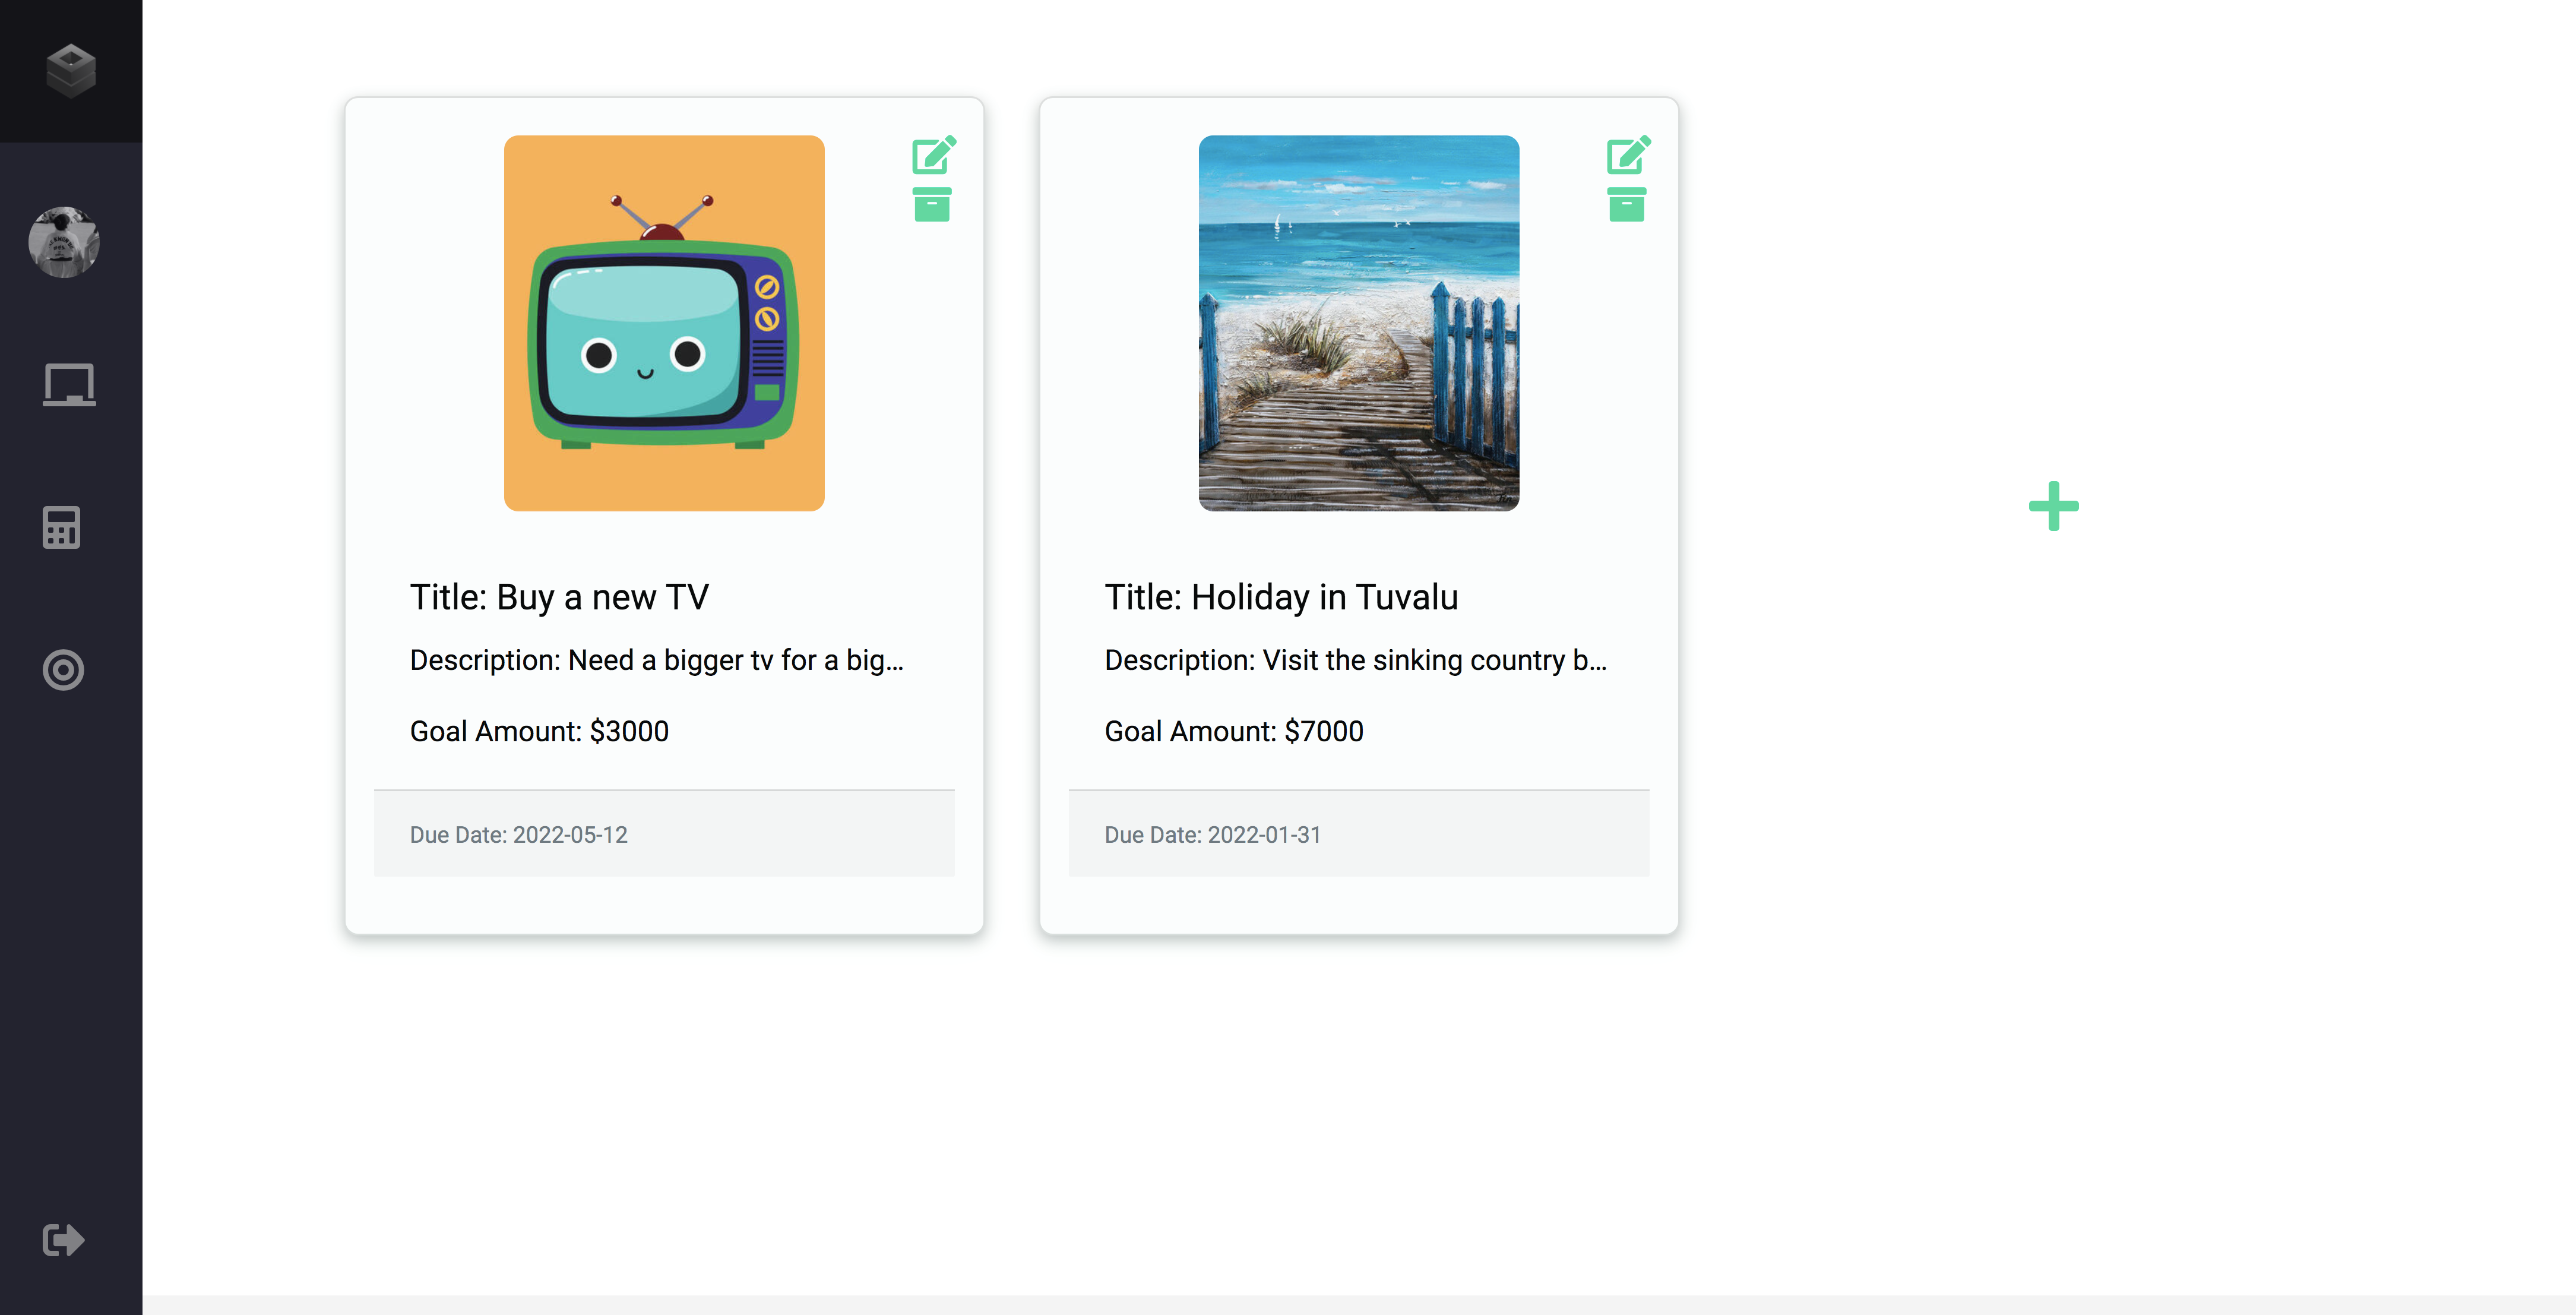 Title: Buy a new TV
Description: Need a bigger tv for a big...
Goal Amount: $3000
Due Date: 2022-05-12
Title: Holiday in Tuvalu
Description: Visit the sinking country b...
Goal Amount: $7000
Due Date: 2022-01-31